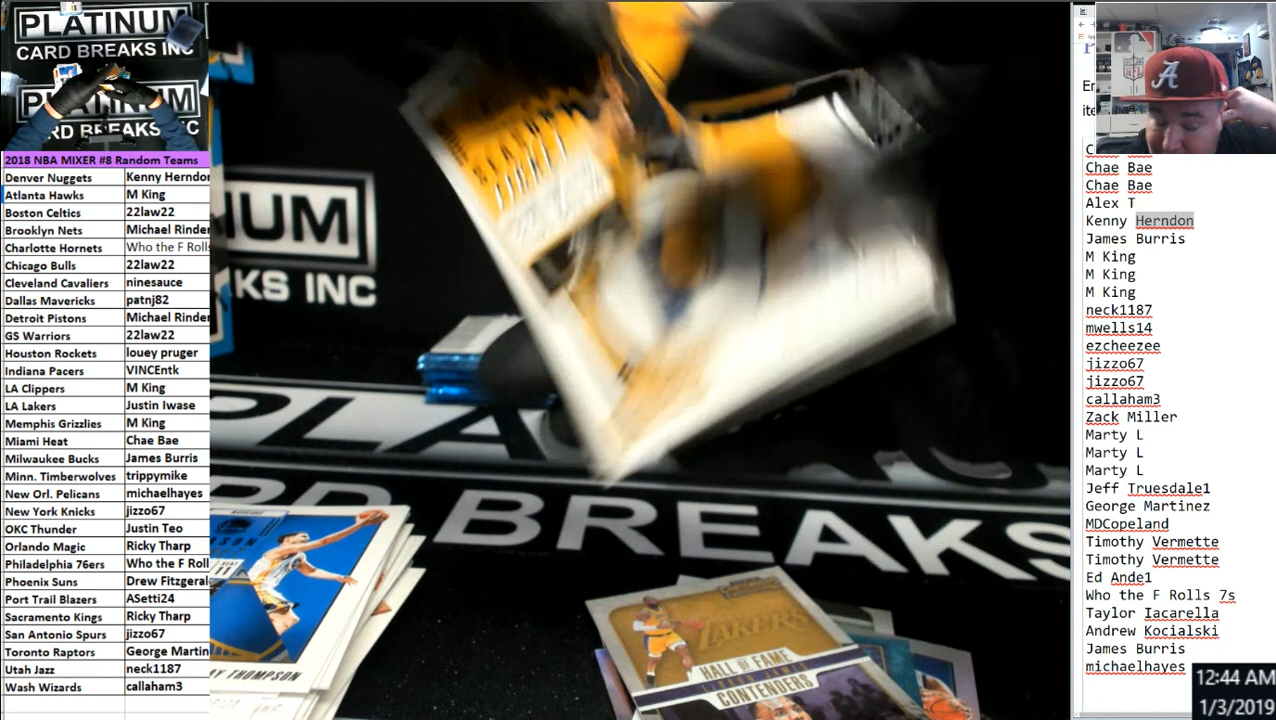 PLATINUM
CARD BREAKS INC
PLATINUM
CARD BREAKS INC
2018 NBA MIXER #8 Random Teams
Denver Nuggets Kenny Herndon
Atlanta Hawks M King
Boston Celtics 22law22
Brooklyn Nets Michael Rinder
Charlotte Hornets Who the F Rolls
Chicago Bulls 22law22
Cleveland Cavaliers ninesauce
Dallas Mavericks patnj82
Detroit Pistons Michael Rinder
GS Warriors 22law22
Houston Rockets louey pruger
Indiana Pacers VINCEntk
LA Clippers M King
LA Lakers Justin Iwase
Memphis Grizzlies M King
Miami Heat Chae Bae
Milwaukee Bucks James Burris
Minn. Timberwolves trippymike
New Orl. Pelicans michaelhayes
New York Knicks jizzo67
OKC Thunder Justin Teo
Orlando Magic Ricky Tharp
Philadelphia 76ers Who the F Roll
Phoenix Suns Drew Fitzgeral
Port Trail Blazers ASetti24
Sacramento Kings Ricky Tharp
San Antonio Spurs jizzo67
Toronto Raptors George Martin
Utah Jazz neck1187
Wash Wizards callaham3
NUM
KS INC
PLA
RD BREAKS
THOMPSON
LAKERS
HALL OF FAME
CONTENDERS
NFL
A
Chae Bae
Chae Bae
Alex T
Kenny Herndon
James Burris
M King
M King
M King
neck1187
mwells14
ezcheezee
jizzo67
jizzo67
callaham3
Zack Miller
Marty L
Marty L
Marty L
Jeff Truesdale1
George Martinez
MDCopeland
Timothy Vermette
Timothy Vermette
Ed Ande1
Who the F Rolls 7s
Taylor Iacarella
Andrew Kocialski
James Burris
michaelhayes
12:44 AM
1/3/2019